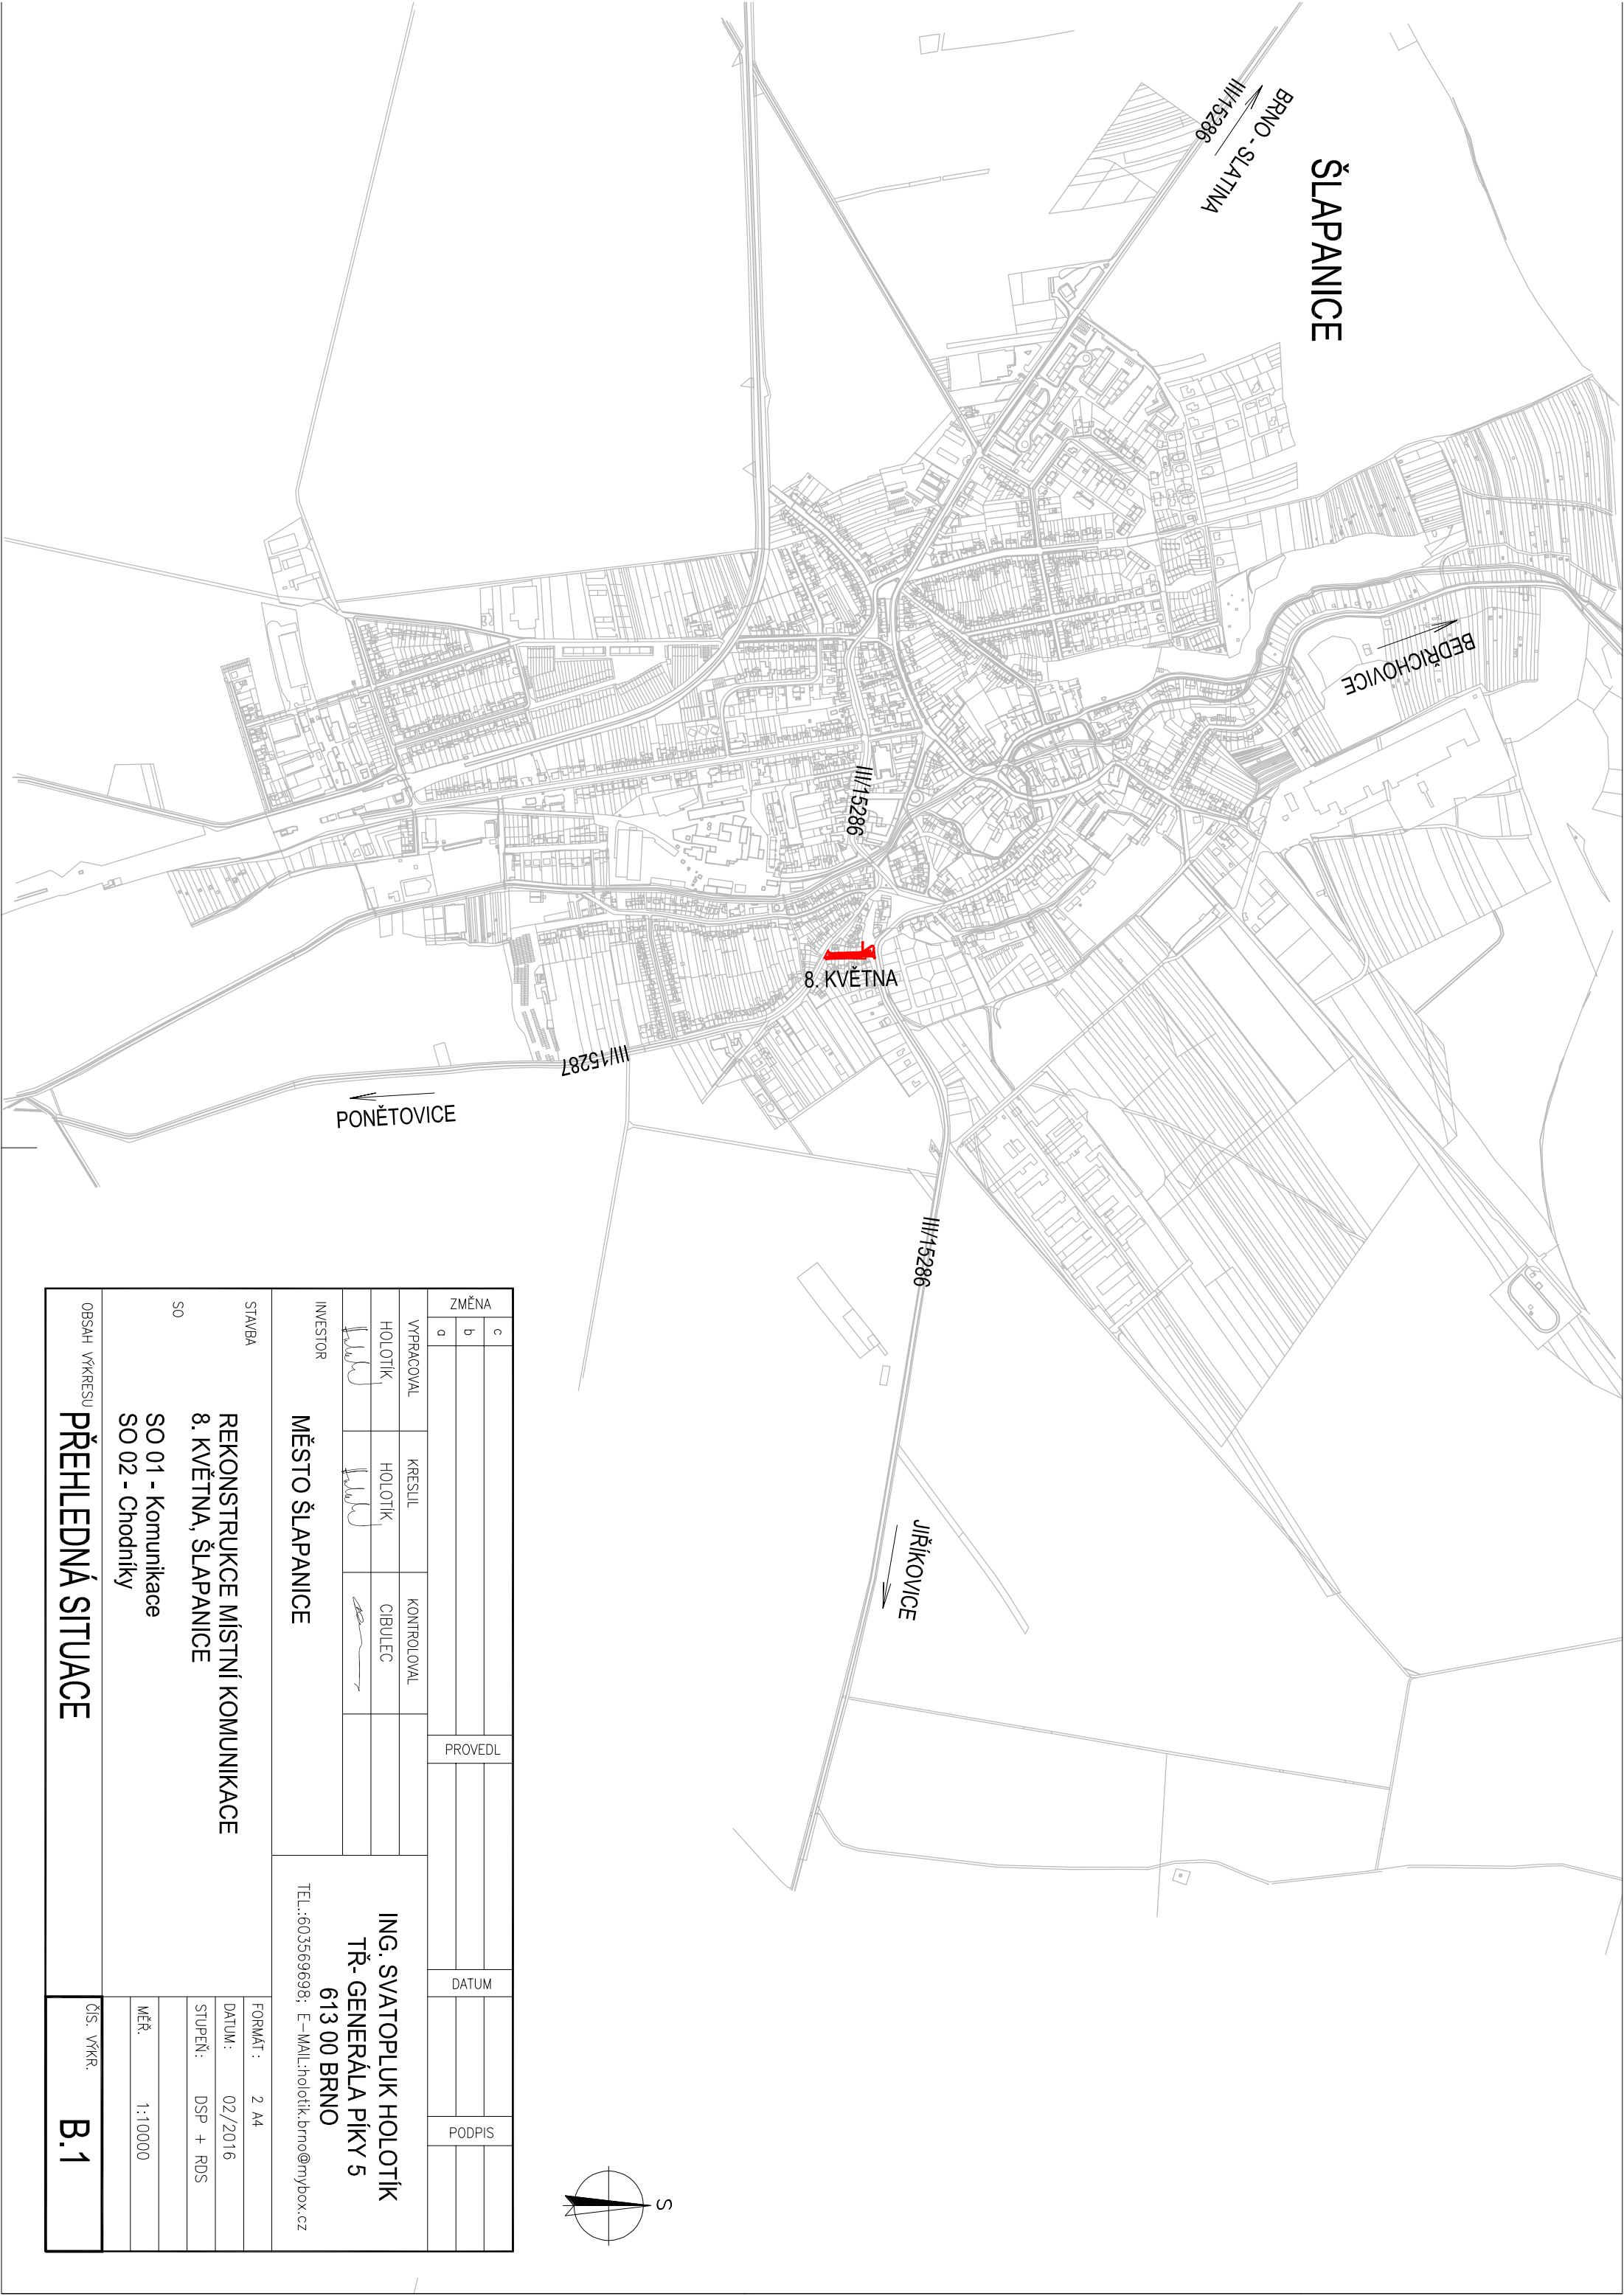 ŠLAPANICE
BRNO - SLATINA
III/15286
BEDŘICHOVICE
III/15286
8. KVĚTNA
III/15287
PONĚTOVICE
III/15286
JIŘÍKOVICE
S
ZMĚNA
c
b
a
PROVEDL
DATUM
PODPIS
VYPRACOVAL KRESLIL KONTROLOVAL
HOLOTÍK HOLOTÍK CIBULEC
ING. SVATOPLUK HOLOTÍK
TŘ- GENERÁLA PÍKY 5
613 00 BRNO
TEL.:603569698; E-MAIL:holotik.brno@mybox.cz
INVESTOR
MĚSTO ŠLAPANICE
STAVBA
REKONSTRUKCE MÍSTNÍ KOMUNIKACE
8. KVĚTNA, ŠLAPANICE
SO
SO 01 - Komunikace
SO 02 - Chodníky
FORMÁT: 2 A4
DATUM: 02/2016
STUPEŇ: DSP + RDS
MĚŘ. 1:10000
OBSAH VÝKRESU
PŘEHLEDNÁ SITUACE
ČÍS. VÝKR.
B.1